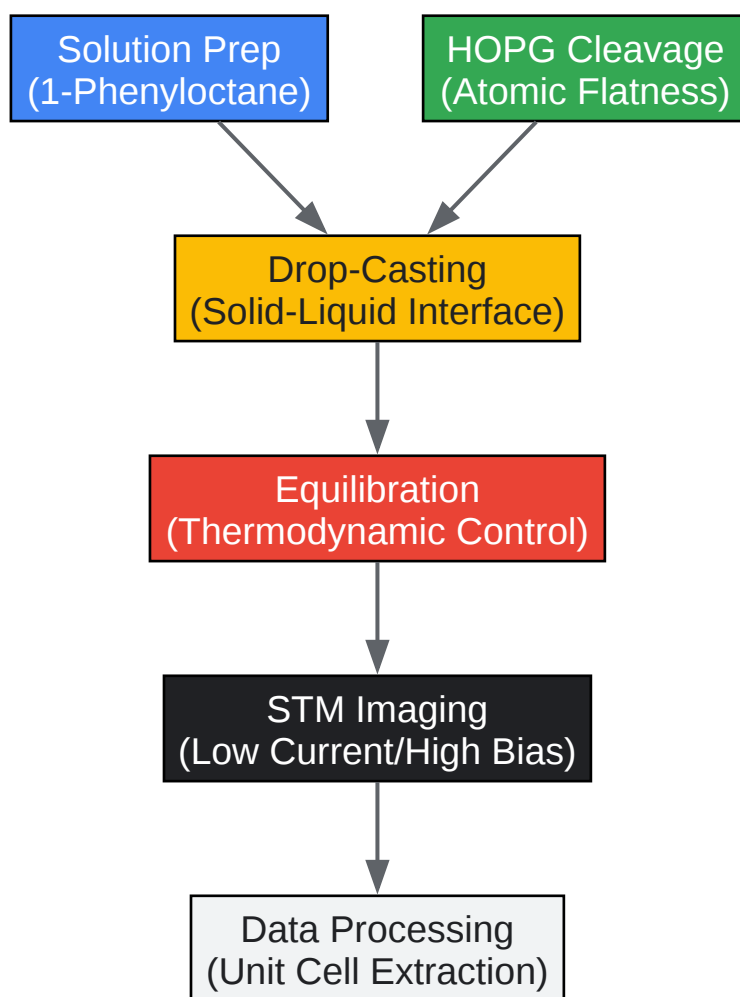 Solution Prep
(1-Phenyloctane)
HOPG Cleavage
(Atomic Flatness)
Drop-Casting
(Solid-Liquid Interface)
Equilibration
(Thermodynamic Control)
STM Imaging
(Low Current/High Bias)
Data Processing
(Unit Cell Extraction)